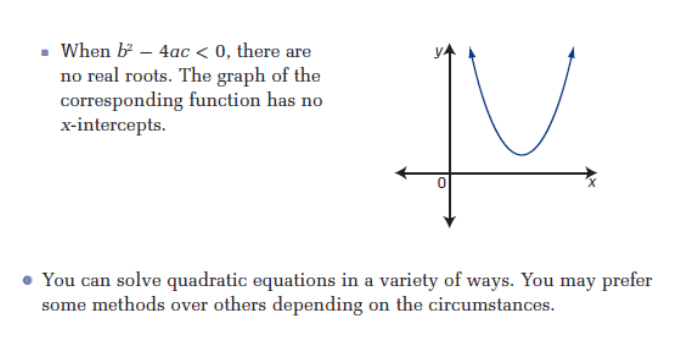 ▪ When b² – 4ac < 0, there are
no real roots. The graph of the
corresponding function has no
x-intercepts.
y
0
x
• You can solve quadratic equations in a variety of ways. You may prefer
some methods over others depending on the circumstances.